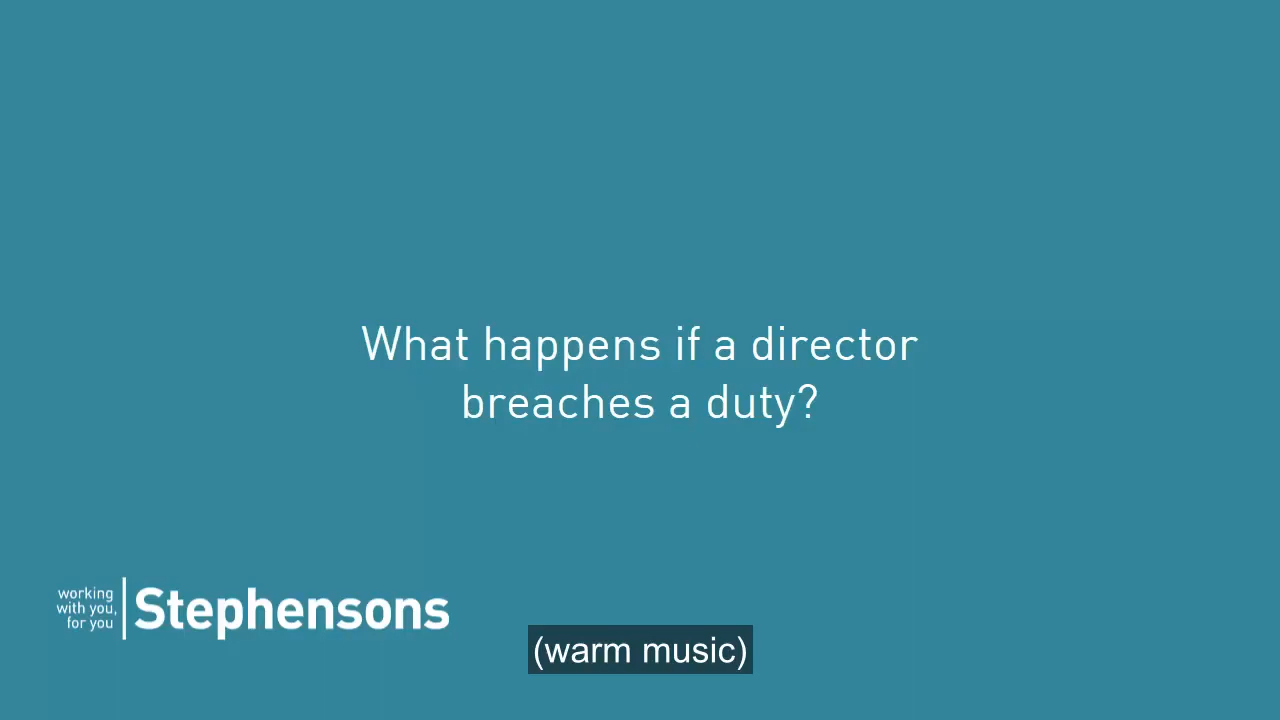 What happens if a director
breaches a duty?
working
with you,
for you
Stephensons
(warm music)